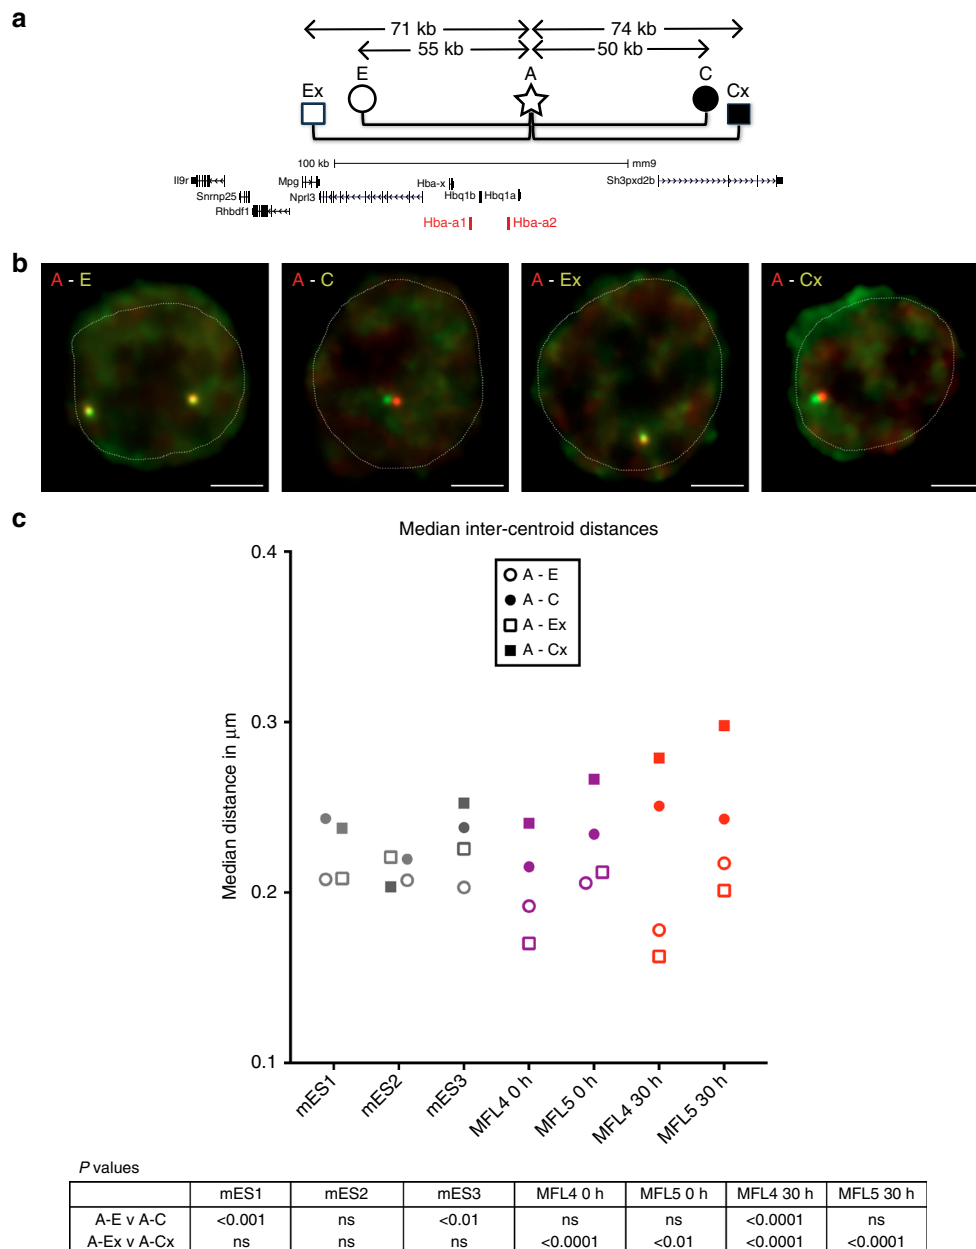 a
71 kb 74 kb
55 kb 50 kb
E A C
Ex Cx
100 kb mm9
Il9r Mpg Hba-x Sh3pxd2b
Snrnp25 Nprl3 Hbq1b Hbq1a
Rhbdf1 Hba-a1 Hba-a2
b
A - E A - C A - Ex A - Cx
c
Median inter-centroid distances
A - E
A - C
A - Ex
A - Cx
Median distance in μm
0.4
0.3
0.2
0.1
mES1 mES2 mES3 MFL4 0 h MFL5 0 h MFL4 30 h MFL5 30 h
P values
mES1 mES2 mES3 MFL4 0 h MFL5 0 h MFL4 30 h MFL5 30 h
A-E v A-C <0.001 ns <0.01 ns ns <0.0001 ns
A-Ex v A-Cx ns ns ns <0.0001 <0.01 <0.0001 <0.0001